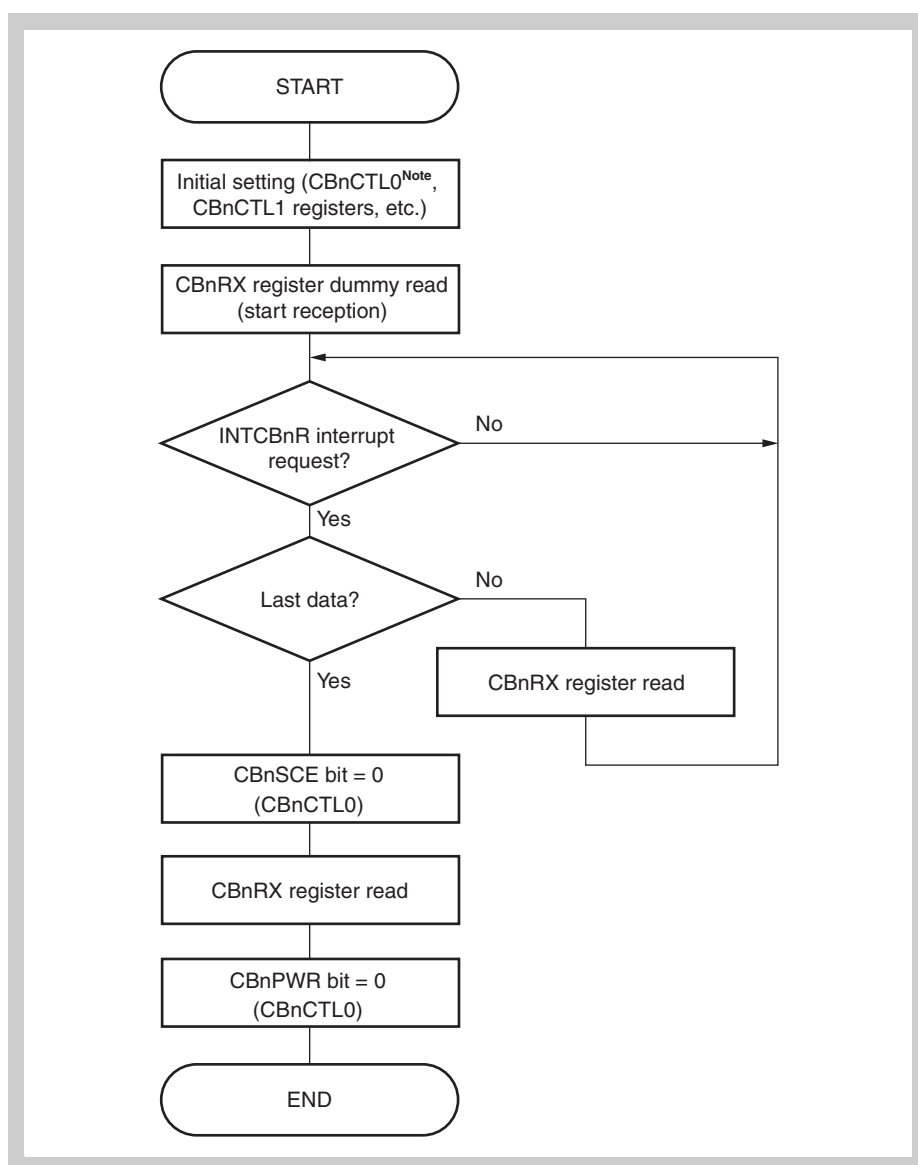 START
Initial setting (CBnCTL0Note,
CBnCTL1 registers, etc.)
CBnRX register dummy read
(start reception)
INTCBnR interrupt
request?
No
Yes
Last data?
No
CBnRX register read
Yes
CBnSCE bit = 0
(CBnCTL0)
CBnRX register read
CBnPWR bit = 0
(CBnCTL0)
END